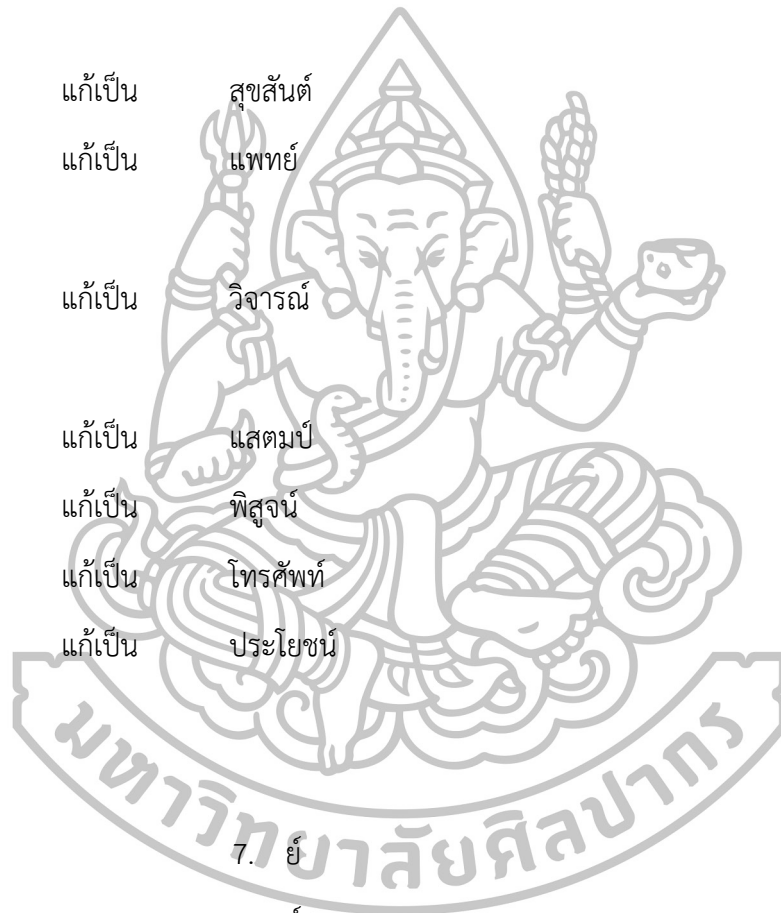 แก้เป็น สุขสันต์
แก้เป็น แพทย์
แก้เป็น วิจารณ์
แก้เป็น แสตมป์
แก้เป็น พิสูจน์
แก้เป็น โทรศัพท์
แก้เป็น ประโยชน์
มหาวิทยาลัยศิลปากร
7. ย์